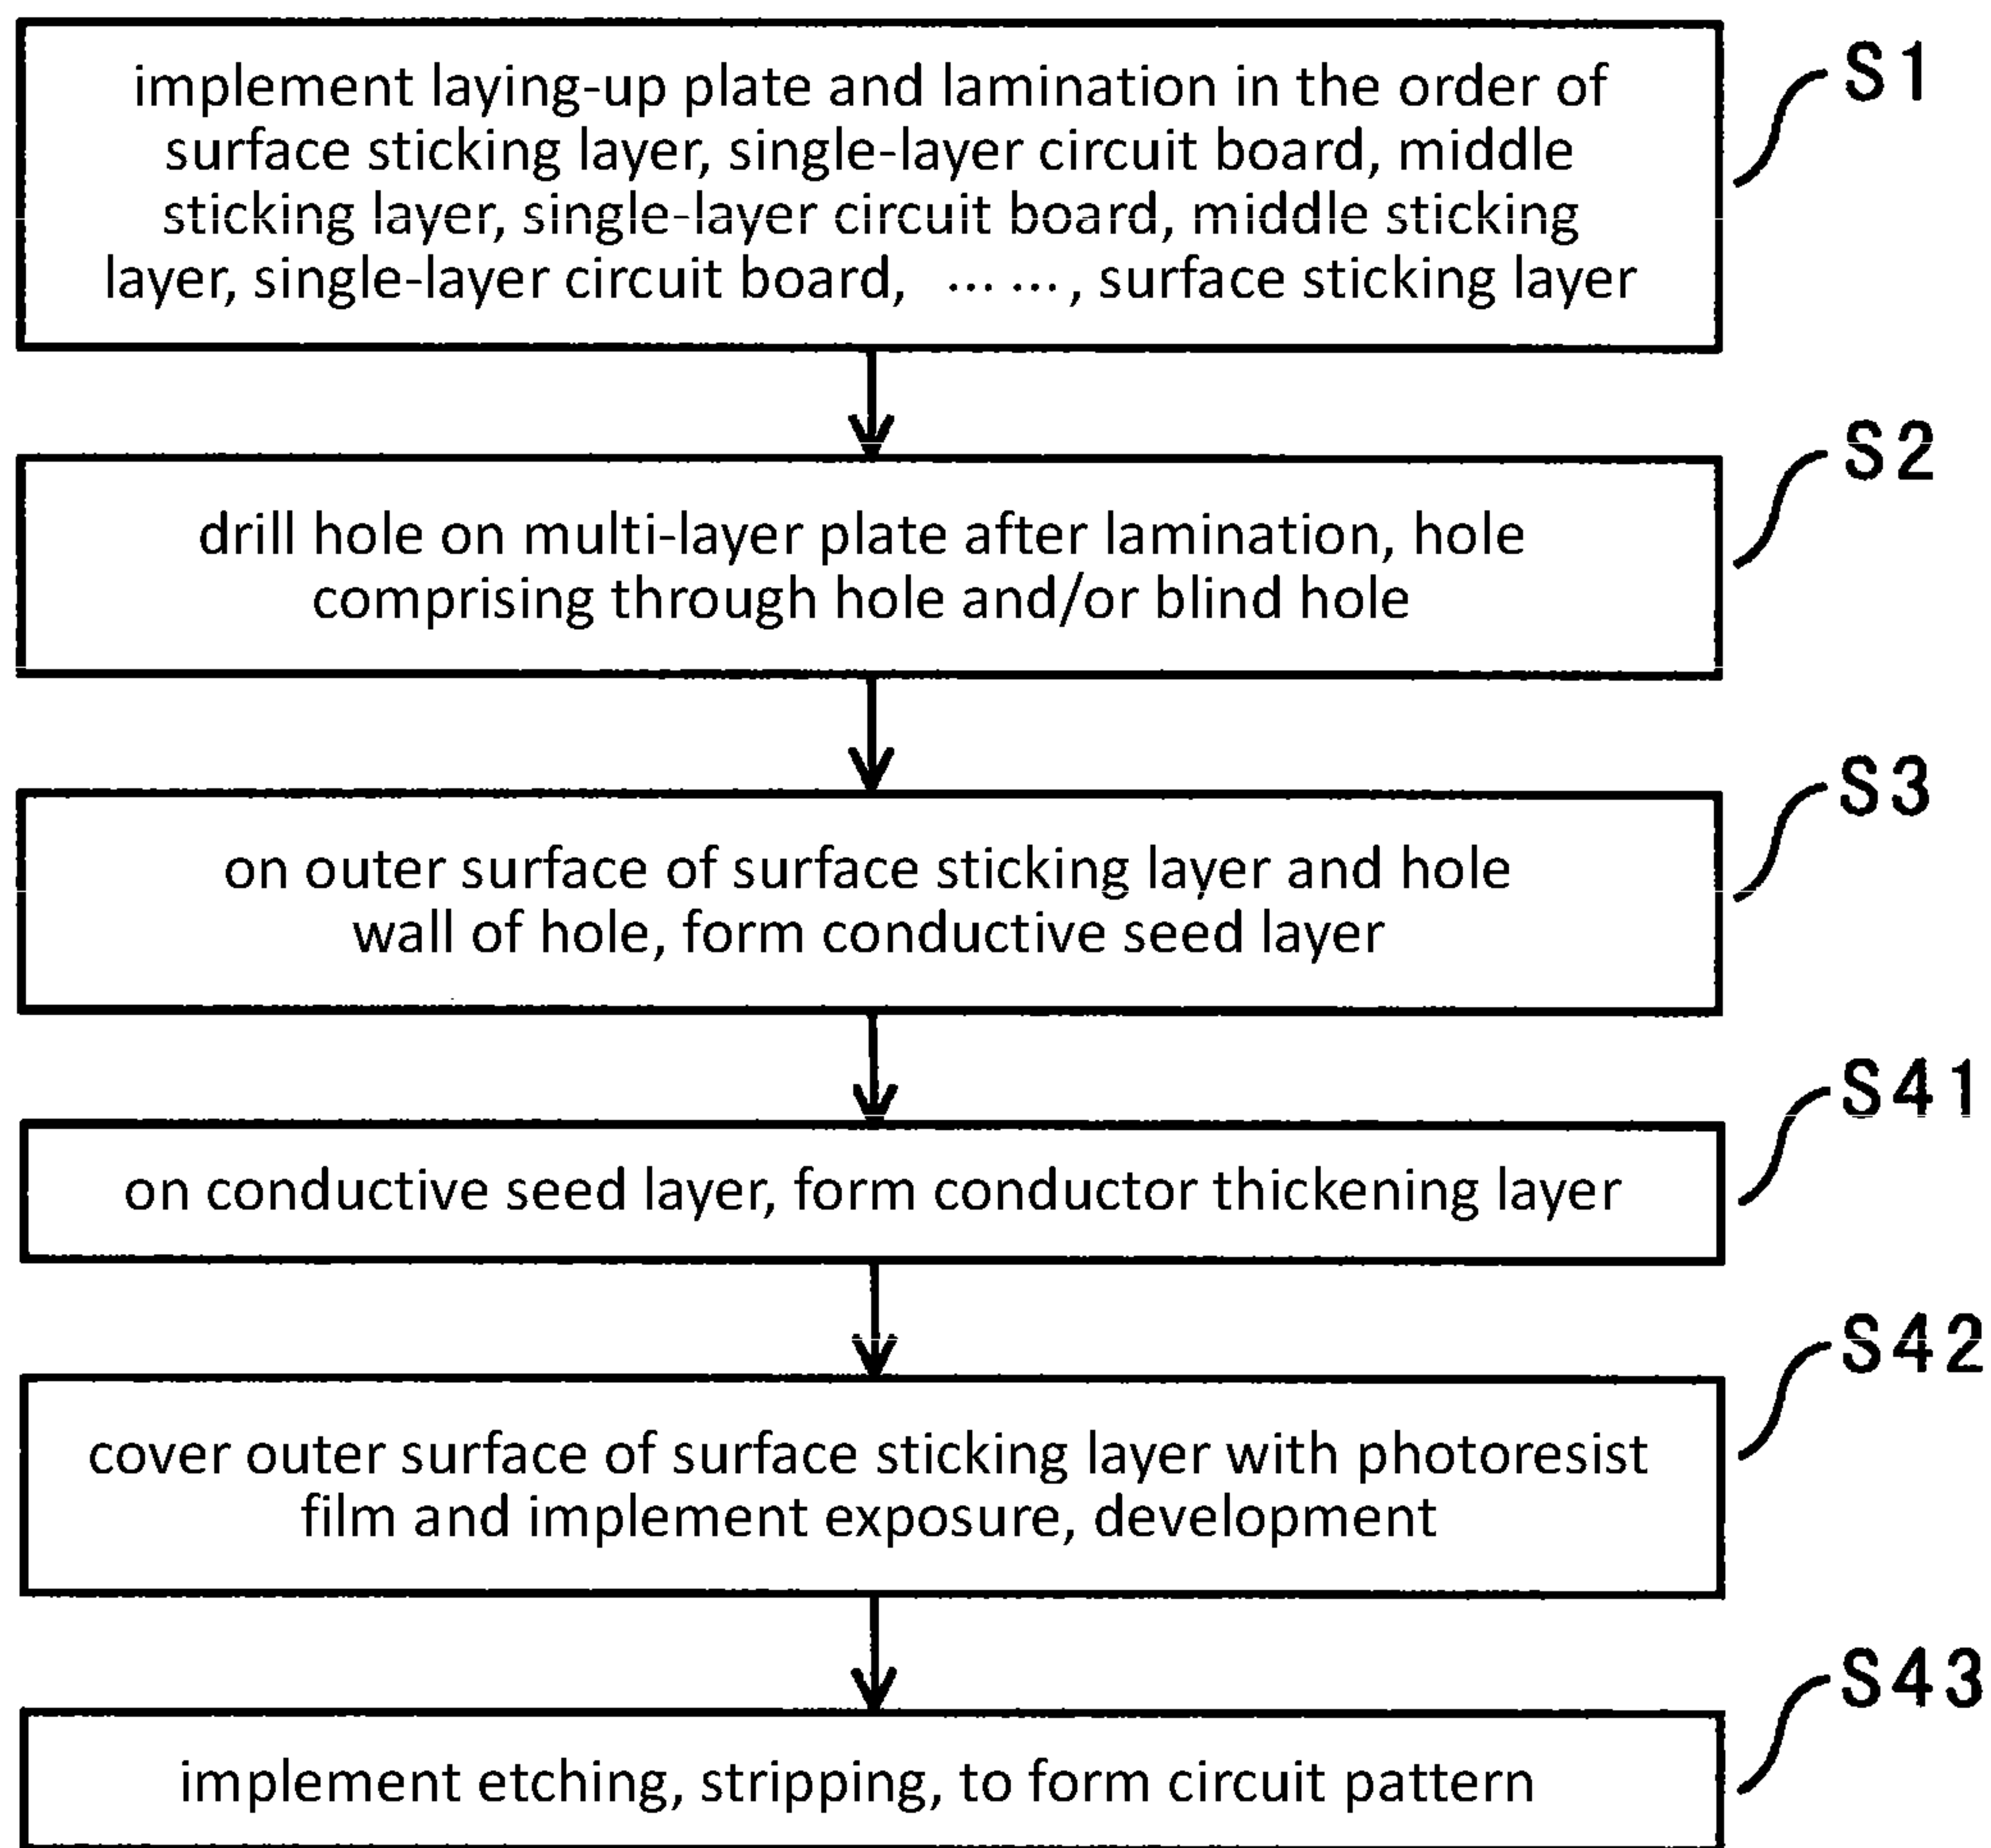 implement laying-up plate and lamination in the order of
surface sticking layer, single-layer circuit board, middle
sticking layer, single-layer circuit board, middle sticking
layer, single-layer circuit board, ... ..., surface sticking layer
S1
drill hole on multi-layer plate after lamination, hole
comprising through hole and/or blind hole
S2
on outer surface of surface sticking layer and hole
wall of hole, form conductive seed layer
S3
on conductive seed layer, form conductor thickening layer
S41
cover outer surface of surface sticking layer with photoresist
film and implement exposure, development
S42
implement etching, stripping, to form circuit pattern
S43